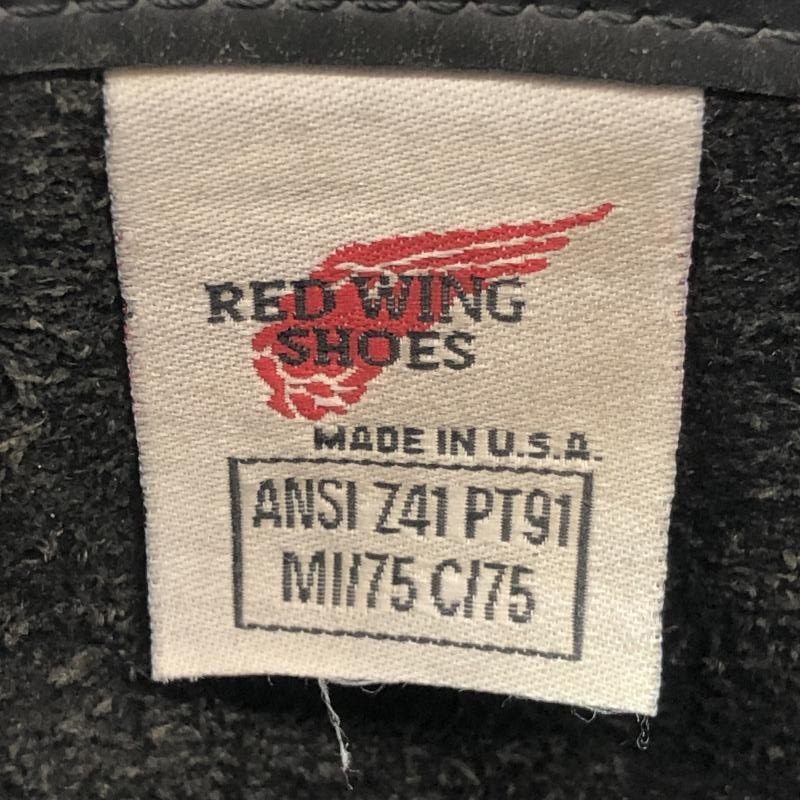 RED WING
SHOES
MADE IN U.S.A.
ANSI Z41 PT91
MI/75 C/75